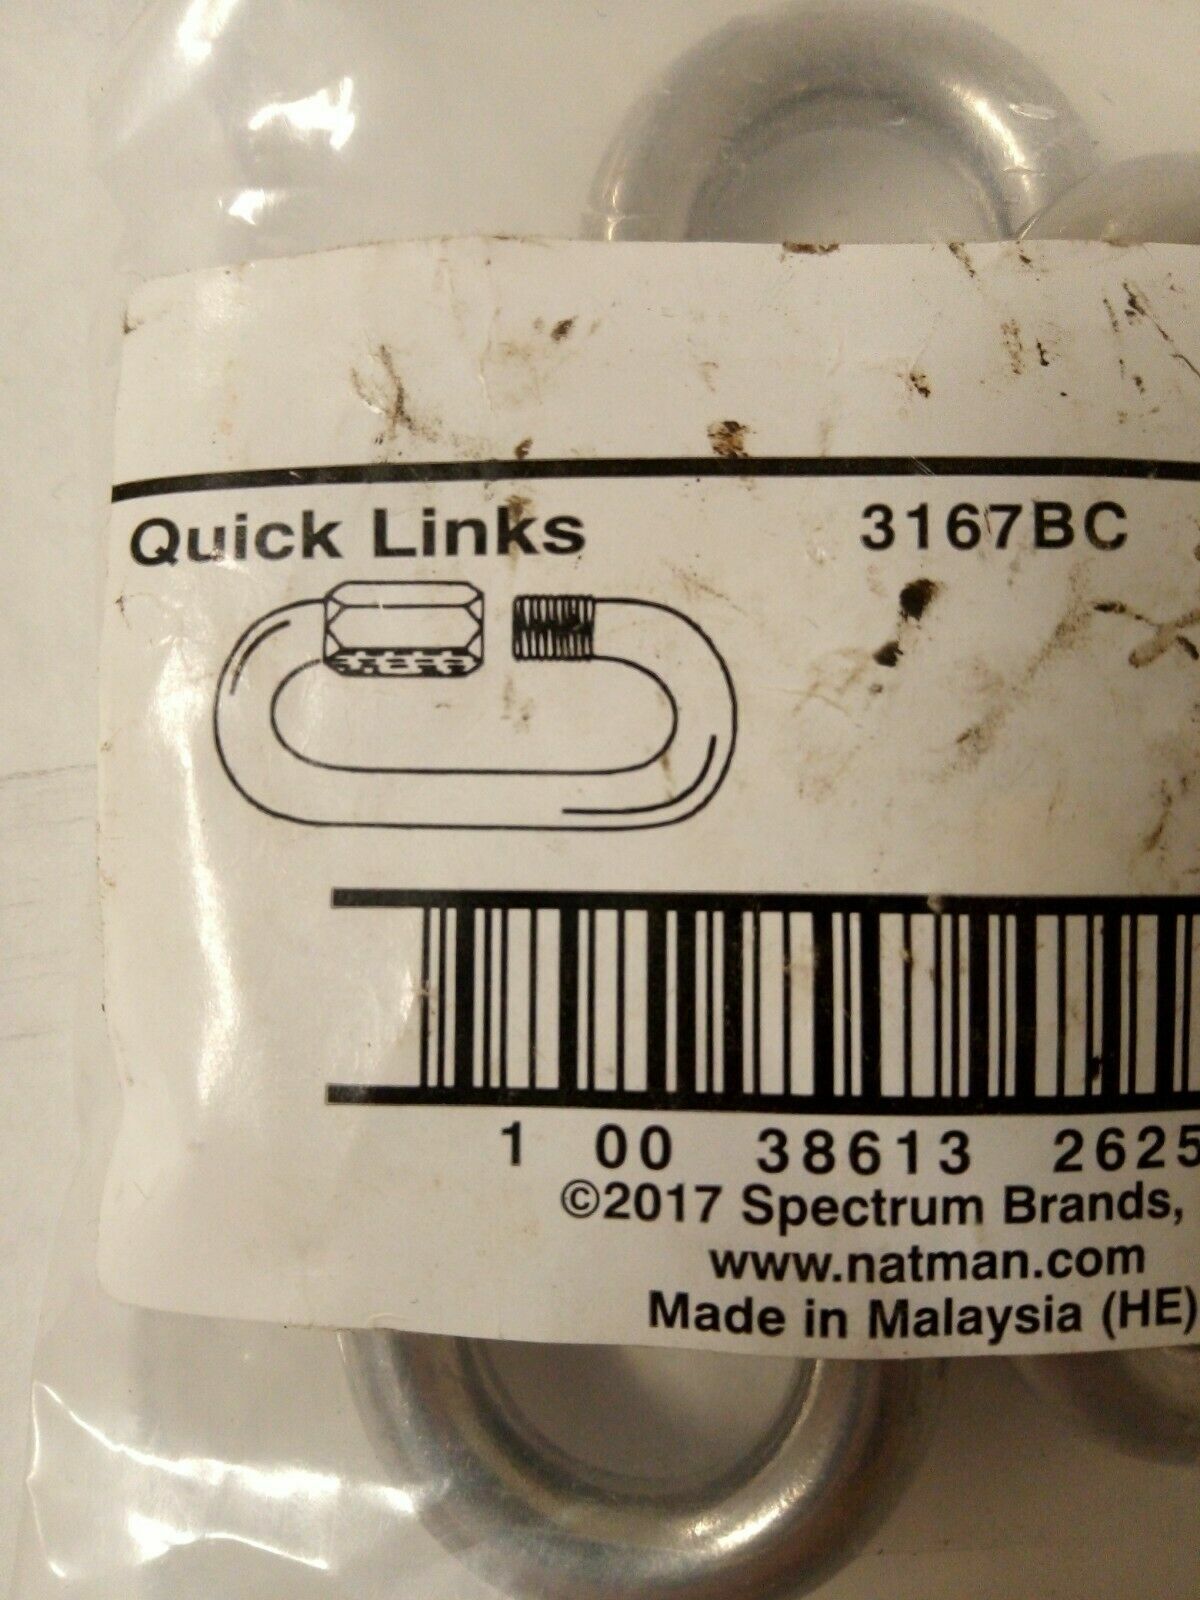 Quick Links 3167BC
1 00 38613 2625
©2017 Spectrum Brands,
www.natman.com
Made in Malaysia (HE)